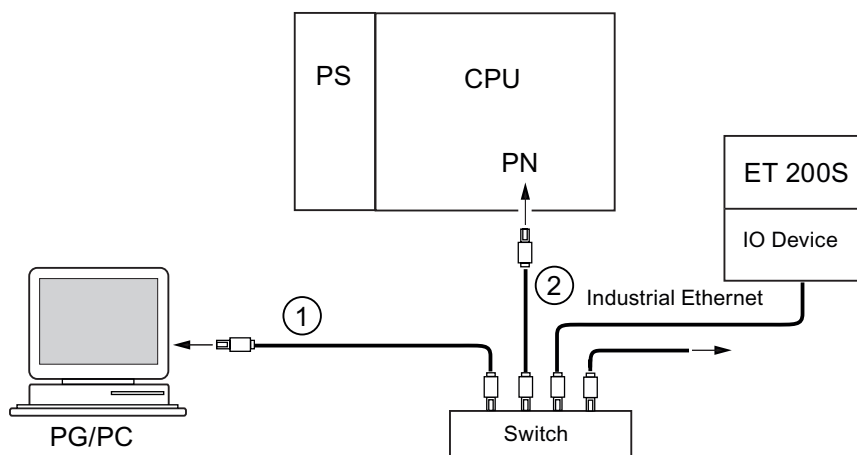 PS
CPU
PN
ET 200S
IO Device
1
2
Industrial Ethernet
PG/PC
Switch